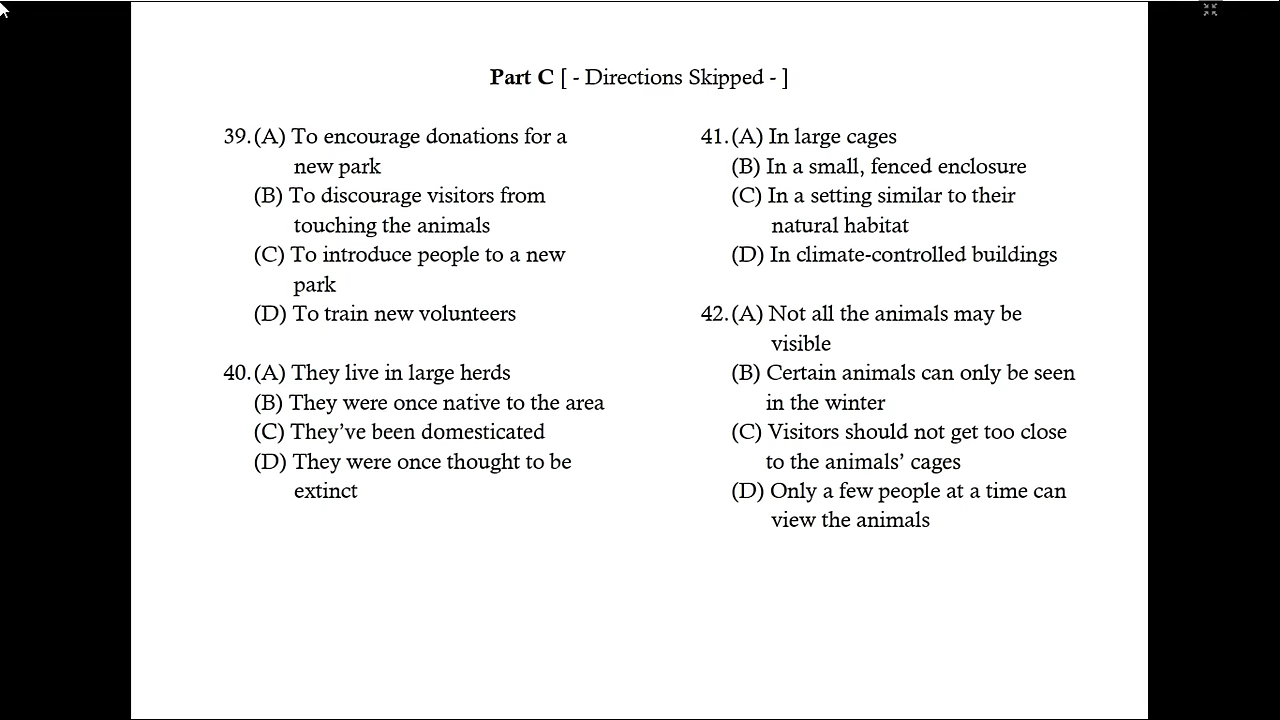 Part C [ - Directions Skipped - ]
39.(A) To encourage donations for a
new park
(B) To discourage visitors from
touching the animals
(C) To introduce people to a new
park
(D) To train new volunteers
40.(A) They live in large herds
(B) They were once native to the area
(C) They’ve been domesticated
(D) They were once thought to be
extinct
41.(A) In large cages
(B) In a small, fenced enclosure
(C) In a setting similar to their
natural habitat
(D) In climate-controlled buildings
42.(A) Not all the animals may be
visible
(B) Certain animals can only be seen
in the winter
(C) Visitors should not get too close
to the animals’ cages
(D) Only a few people at a time can
view the animals